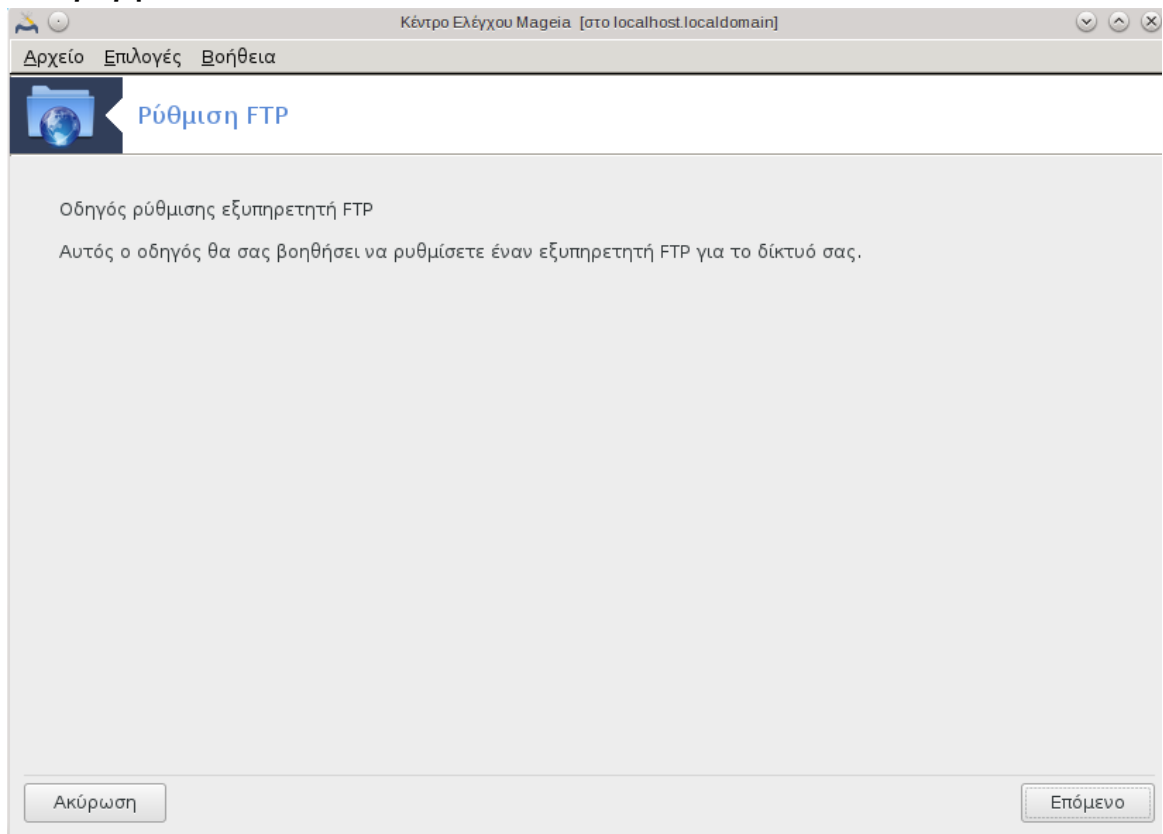 Κέντρο Ελέγχου Mageia [στο localhost.localdomain]
Αρχείο Επιλογές Βοήθεια
Ρύθμιση FTP
Οδηγός ρύθμισης εξυπηρετητή FTP
Αυτός ο οδηγός θα σας βοηθήσει να ρυθμίσετε έναν εξυπηρετητή FTP για το δίκτυό σας.
Ακύρωση Επόμενο